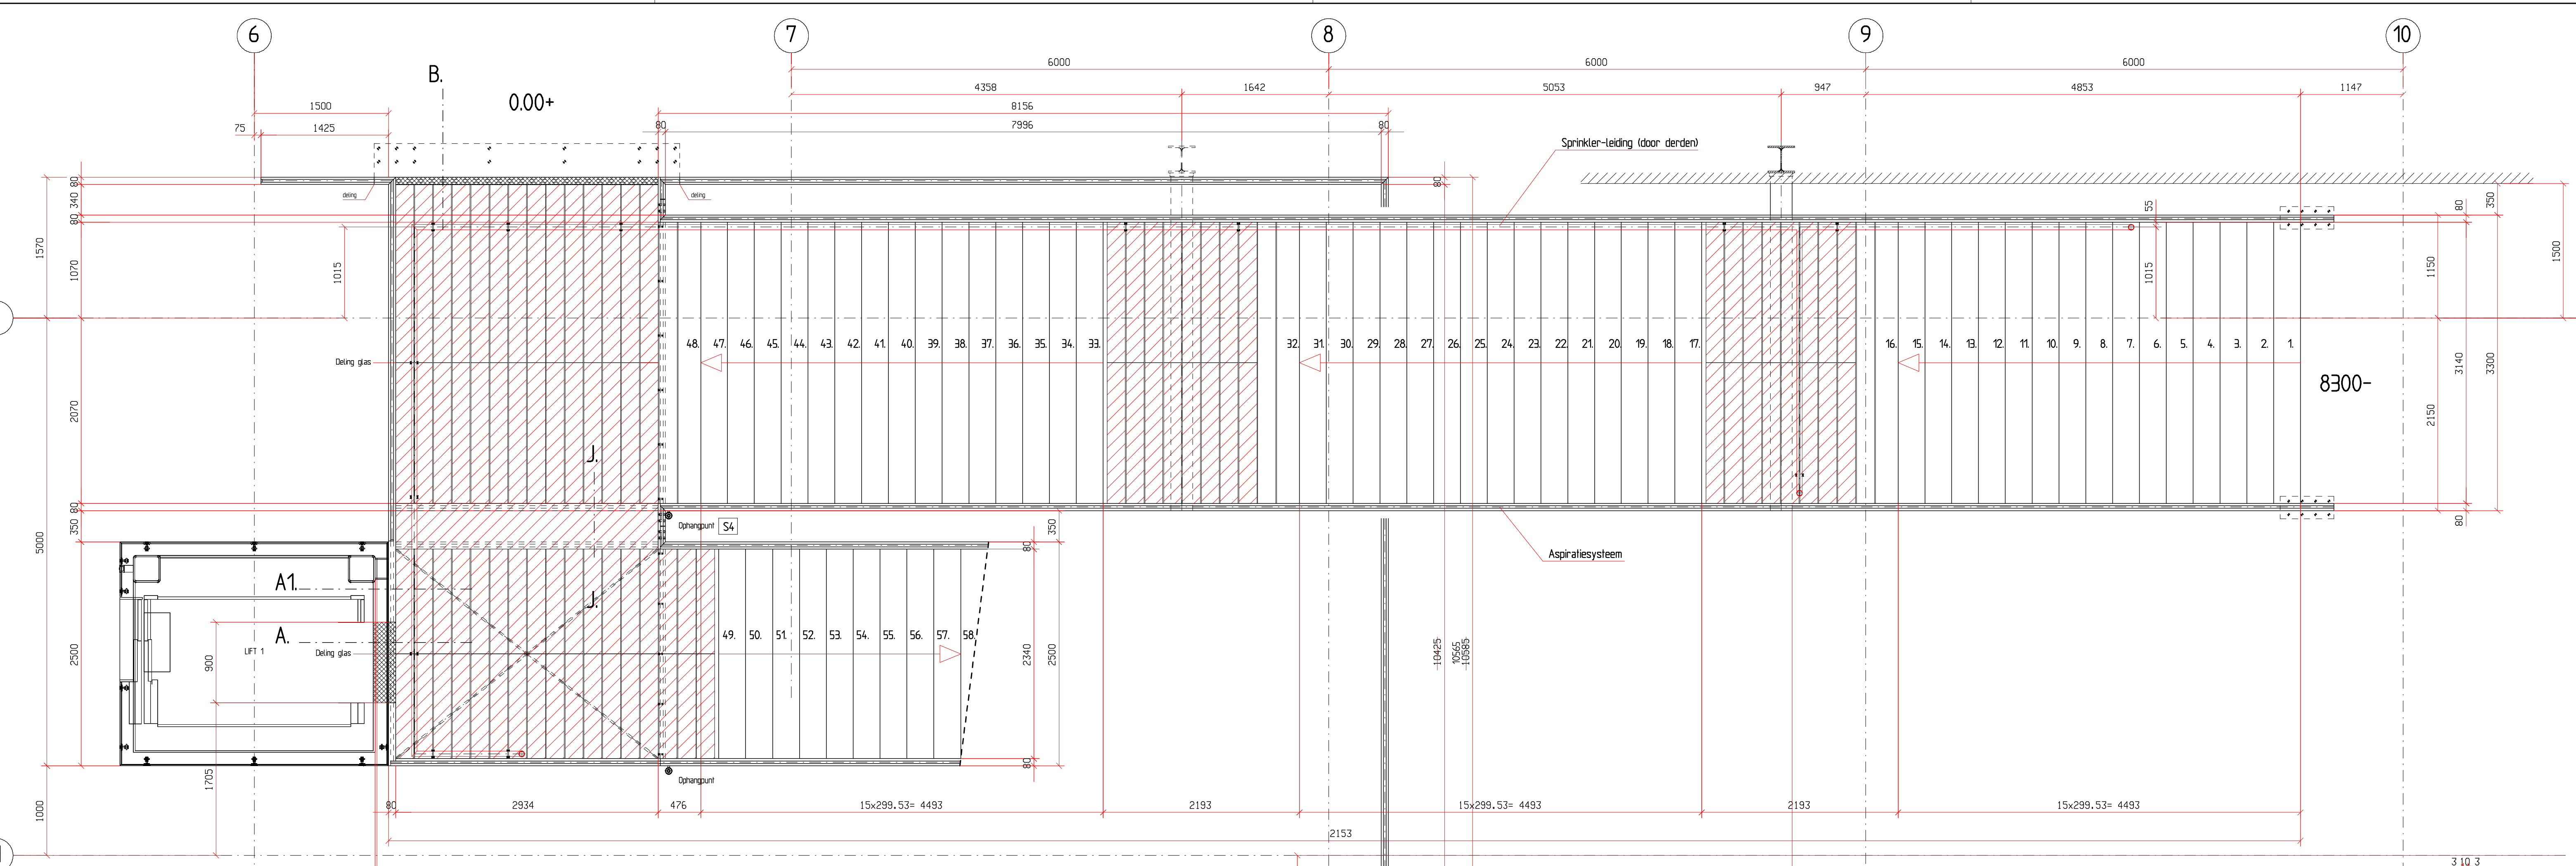 6 7 8 9 10
6000 6000 6000
B. 0.00+
4358 1642 5053 947 4853 1147
1500 8156
75 1425 80 7996 80
Sprinkler-leiding (door derden)
deling deling
80 340 80 1570 1070 1015
80 55 80 350
1015 1150 1500
48. 47. 46. 45. 44. 43. 42. 41. 40. 39. 38. 37. 36. 35. 34. 33. 32. 31. 30. 29. 28. 27. 26. 25. 24. 23. 22. 21. 20. 19. 18. 17. 16. 15. 14. 13. 12. 11. 10. 9. 8. 7. 6. 5. 4. 3. 2. 1.
Deling glas
8300-
3140 3300
2070 2150
J.
80 350 5000
Ophangpunt S4 350 80
Aspiratiesysteem
80
A1.
J.
A.
LIFT 1 Deling glas
49. 50. 51. 52. 53. 54. 55. 56. 57. 58.
2500 900 2340 2500
10425 10565 10585
1705 80
Ophangpunt
1000
80 2934 476 15x299.53= 4493 2193 15x299.53= 4493 2193 15x299.53= 4493
2153